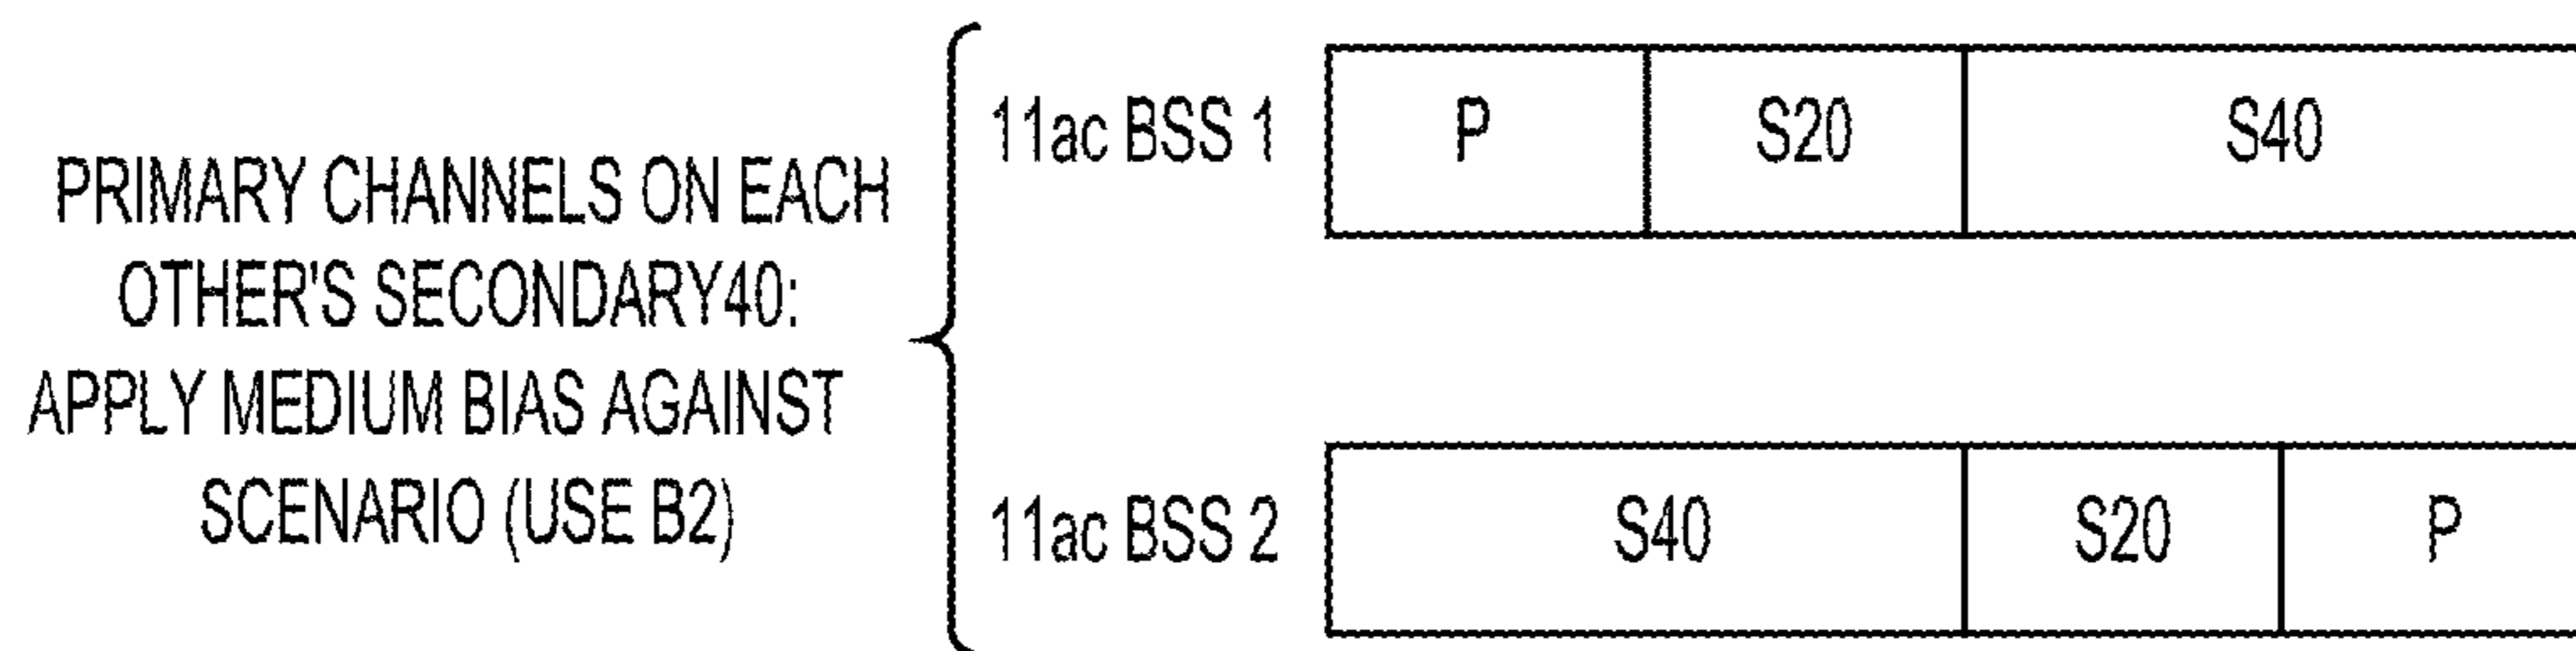 PRIMARY CHANNELS ON EACH
OTHER'S SECONDARY40:
APPLY MEDIUM BIAS AGAINST
SCENARIO (USE B2)
11ac BSS 1 P S20 S40
11ac BSS 2 S40 S20 P